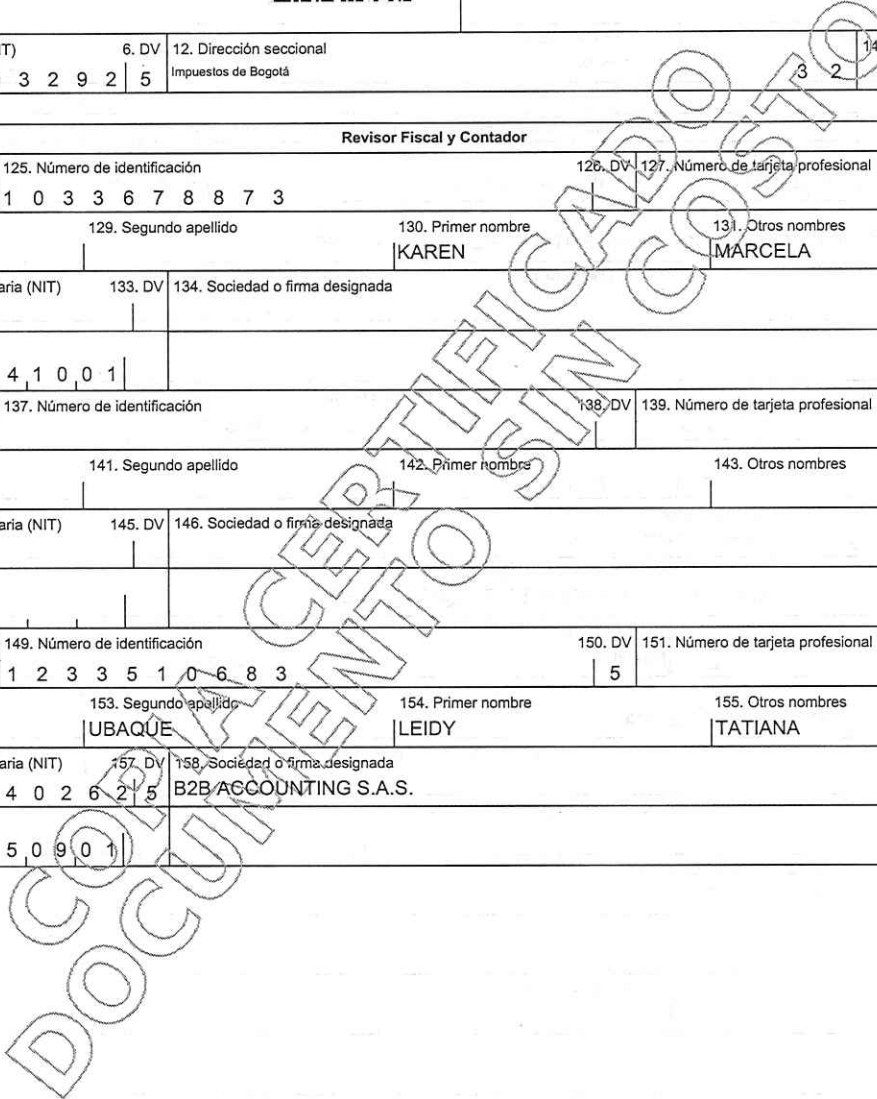 IT) 6. DV 12. Dirección seccional 14
3 2 9 2 5 Impuestos de Bogotá 3 2
Revisor Fiscal y Contador
125. Número de identificación 126. DV 127. Número de tarjeta profesional
1 0 3 3 6 7 8 8 7 3
129. Segundo apellido 130. Primer nombre 131. Otros nombres
KAREN MARCELA
aria (NIT) 133. DV 134. Sociedad o firma designada
4 1 0 0 1
137. Número de identificación 138. DV 139. Número de tarjeta profesional
141. Segundo apellido 142. Primer nombre 143. Otros nombres
aria (NIT) 145. DV 146. Sociedad o firma designada
149. Número de identificación 150. DV 151. Número de tarjeta profesional
1 2 3 3 5 1 0 6 8 3 5
153. Segundo apellido 154. Primer nombre 155. Otros nombres
UBAQUE LEIDY TATIANA
aria (NIT) 157. DV 158. Sociedad o firma designada
4 0 2 6 2 5 B2B ACCOUNTING S.A.S.
5 0 9 0 1
COPIA CERTIFICADO
DOCUMENTO SIN COSTO